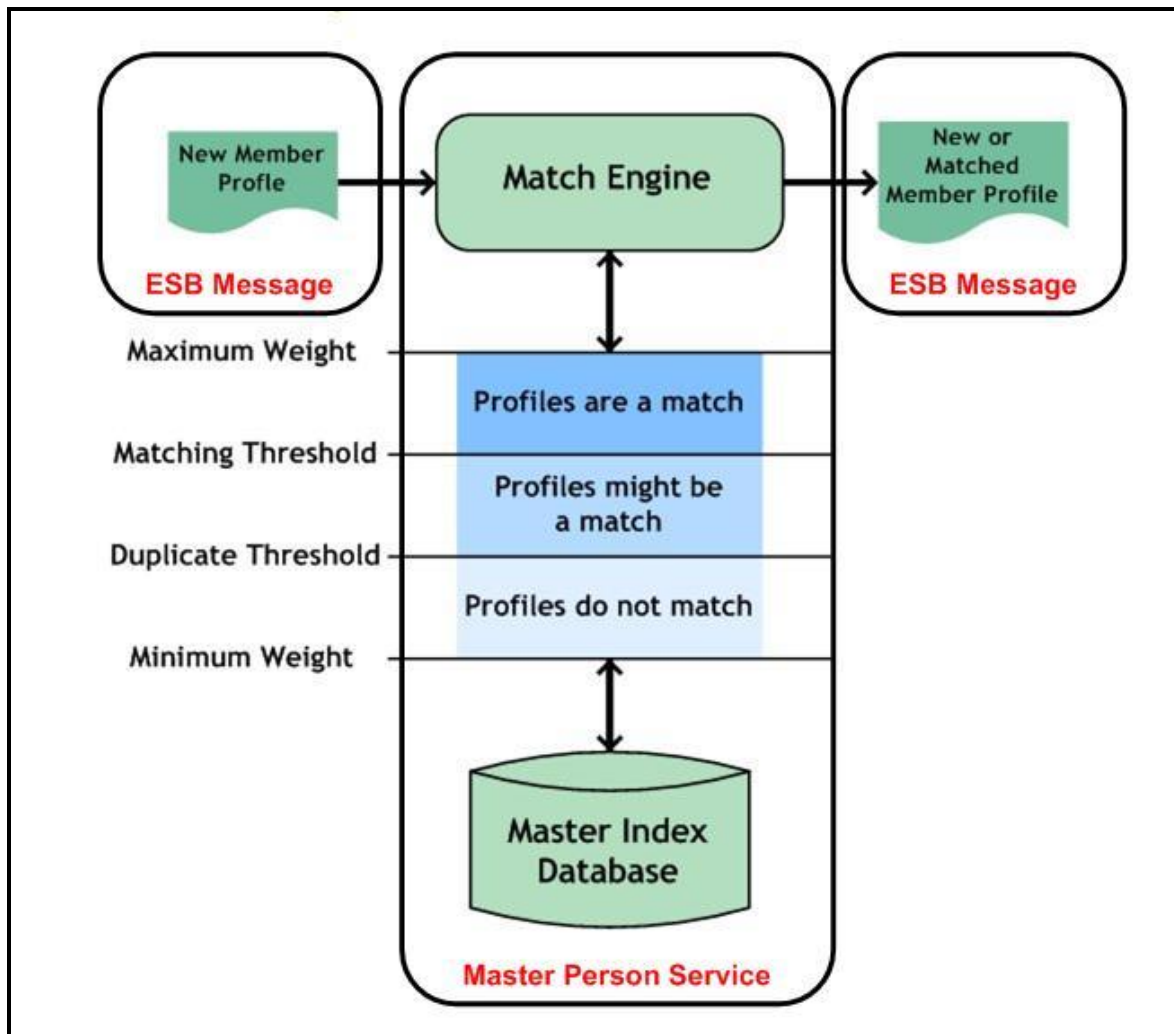 New Member
Profle
ESB Message
Match Engine
New or
Matched
Member Profile
ESB Message
Maximum Weight
Profiles are a match
Matching Threshold
Profiles might be
a match
Duplicate Threshold
Profiles do not match
Minimum Weight
Master Index
Database
Master Person Service